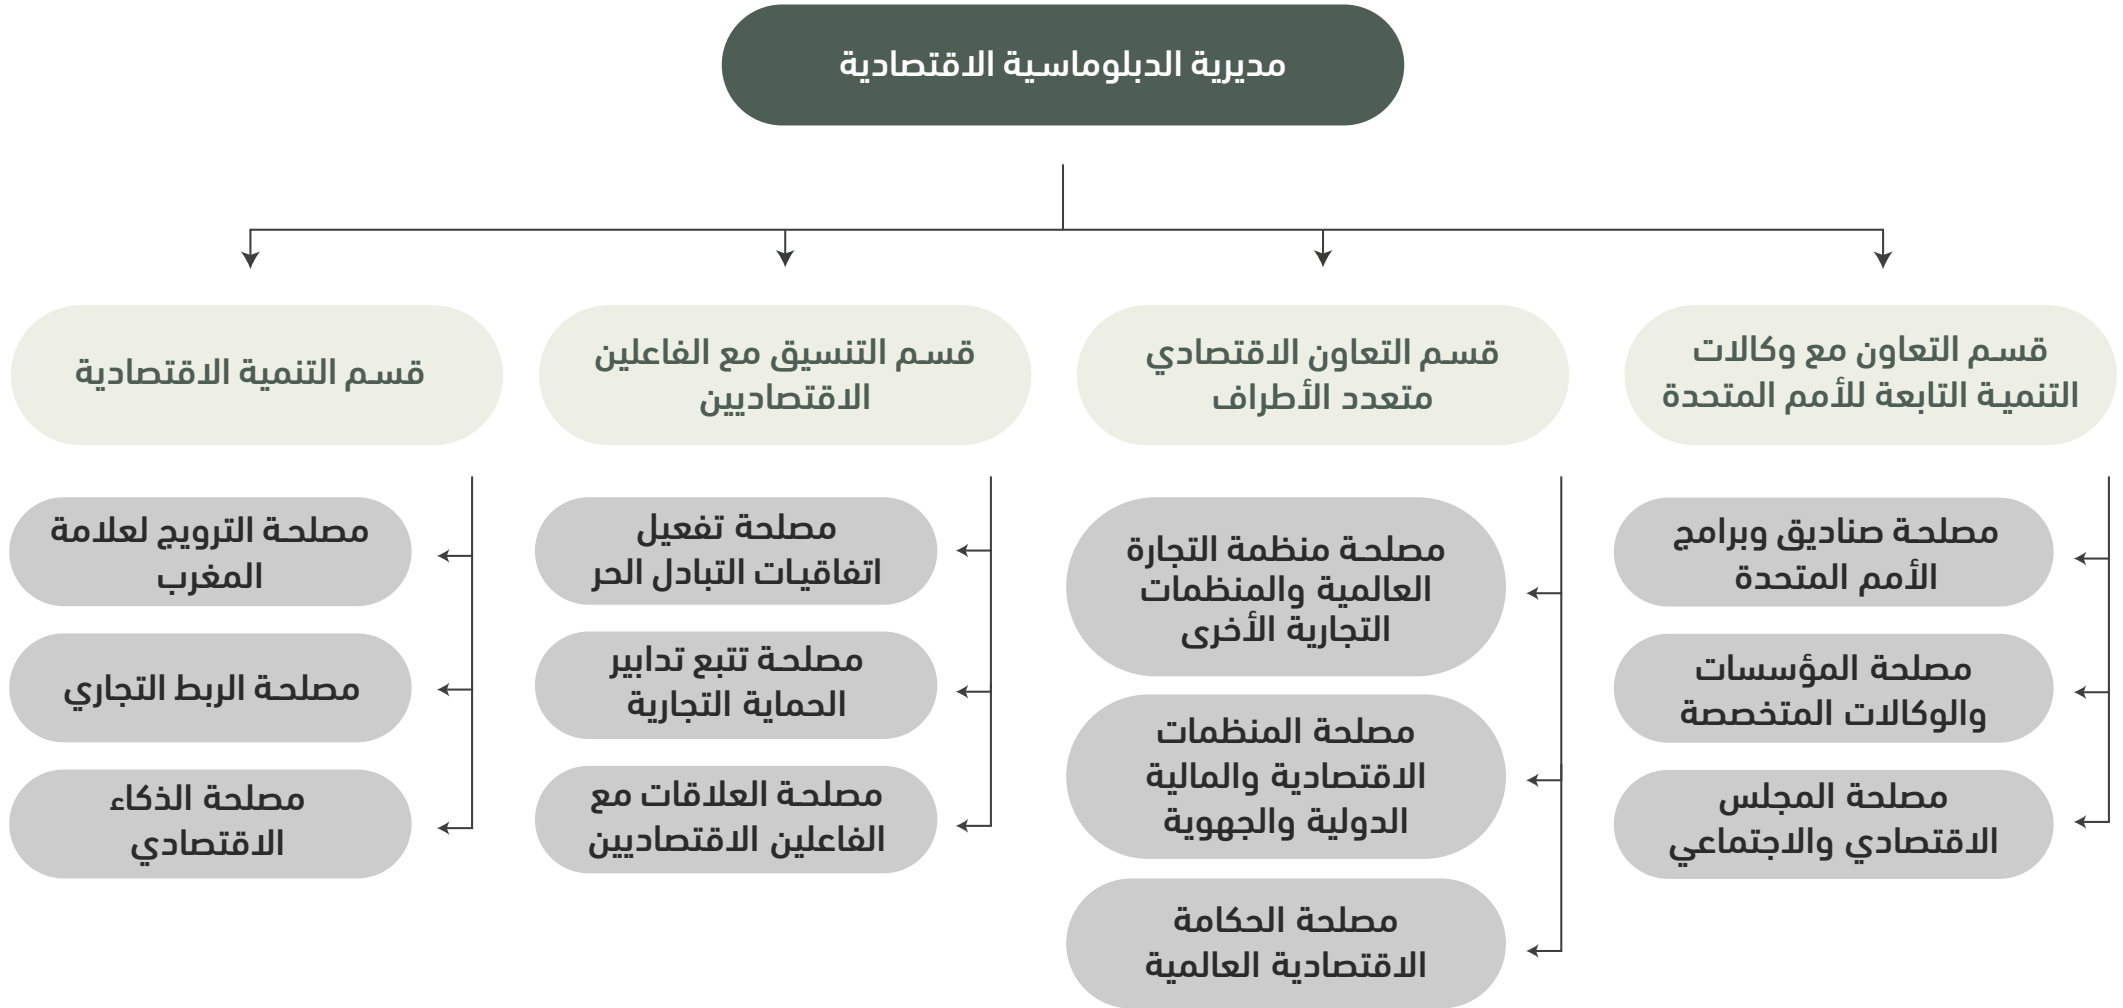 مديرية الدبلوماسية الاقتصادية
قسم التعاون مع وكالات
التنمية التابعة للأمم المتحدة
مصلحة صناديق وبرامج
الأمم المتحدة
مصلحة المؤسسات
والوكالات المتخصصة
مصلحة المجلس
الاقتصادي والاجتماعي
قسم التعاون الاقتصادي
متعدد الأطراف
مصلحة منظمة التجارة
العالمية والمنظمات
التجارية الأخرى
مصلحة المنظمات
الاقتصادية والمالية
الدولية والجهوية
مصلحة الحكامة
الاقتصادية العالمية
قسم التنسيق مع الفاعلين
الاقتصاديين
مصلحة تفعيل
اتفاقيات التبادل الحر
مصلحة تتبع تدابير
الحماية التجارية
مصلحة العلاقات مع
الفاعلين الاقتصاديين
قسم التنمية الاقتصادية
مصلحة الترويج لعلامة
المغرب
مصلحة الربط التجاري
مصلحة الذكاء
الاقتصادي